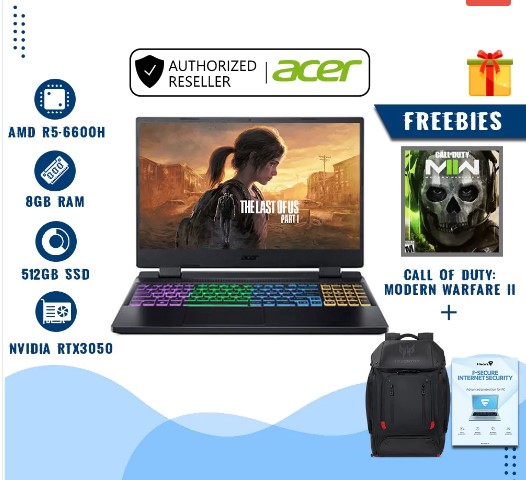 AUTHORIZED
RESELLER
acer
AMD R5-6600H
8GB RAM
512GB SSD
NVIDIA RTX3050
THE LAST OF US
PART I
acer
FREEBIES
CALL OF DUTY
MWII
M
CALL OF DUTY:
MODERN WARFARE II
+
F-SECURE
INTERNET SECURITY